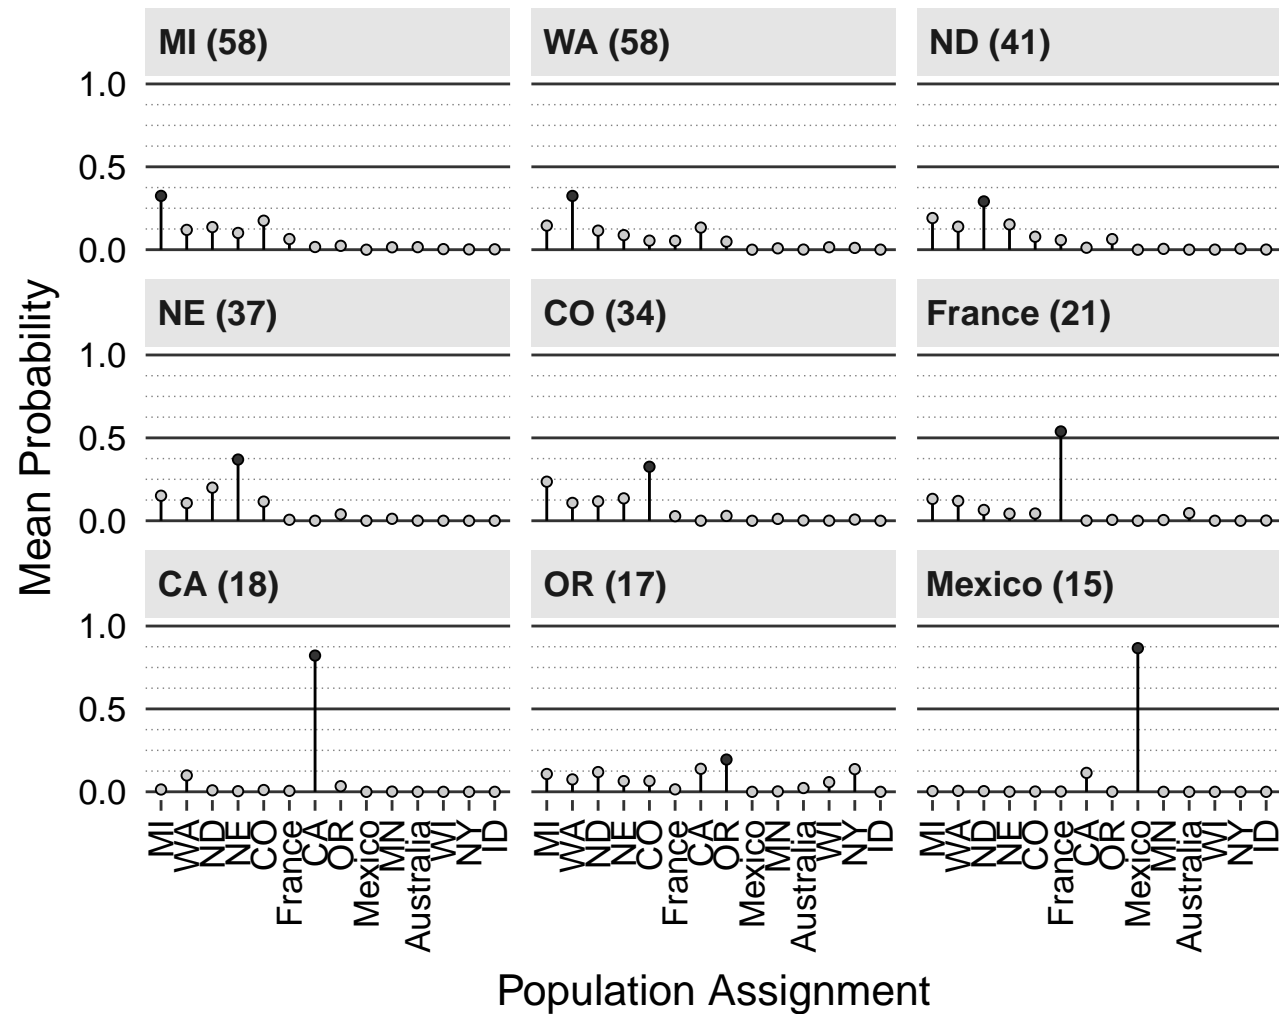 MI (58) WA (58) ND (41)
1.0
0.5
0.0
NE (37) CO (34) France (21)
1.0
0.5
0.0
CA (18) OR (17) Mexico (15)
1.0
0.5
0.0
Mean Probability
MI WA ND NE CO France CA OR Mexico MN Australia WI NY ID
MI WA ND NE CO France CA OR Mexico MN Australia WI NY ID
MI WA ND NE CO France CA OR Mexico MN Australia WI NY ID
Population Assignment